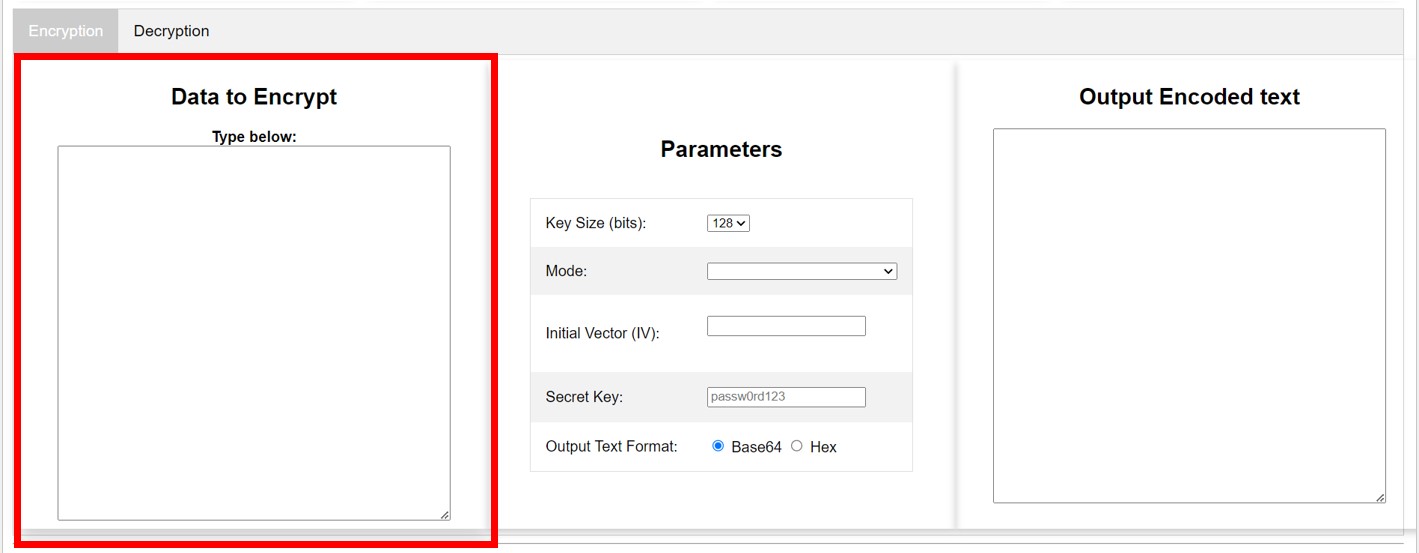 Encryption Decryption
Data to Encrypt
Type below:
Parameters
Key Size (bits): 128
Mode:
Initial Vector (IV):
Secret Key: passw0rd123
Output Text Format: Base64 Hex
Output Encoded text